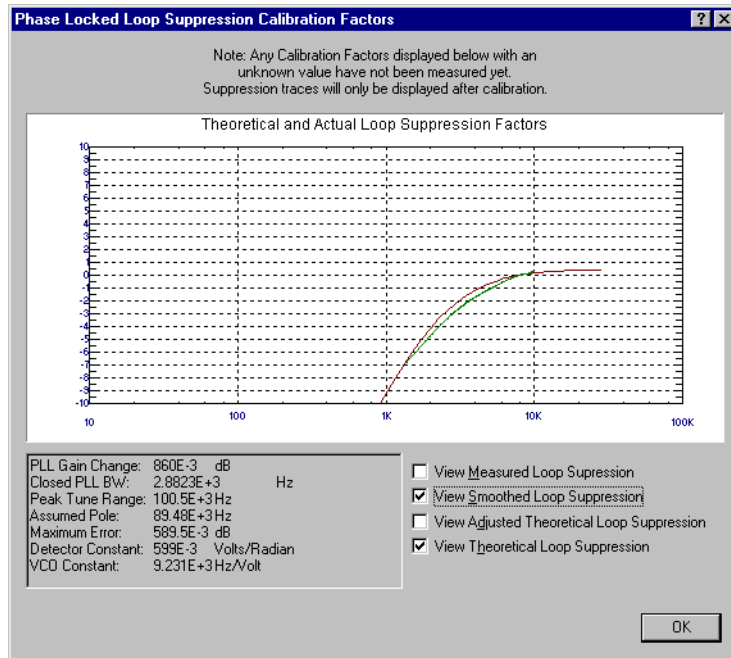 Phase Locked Loop Suppression Calibration Factors
Note: Any Calibration Factors displayed below with an
unknown value have not been measured yet.
Suppression traces will only be displayed after calibration.
Theoretical and Actual Loop Suppression Factors
10
9
8
7
6
5
4
3
2
1
0
-1
-2
-3
-4
-5
-6
-7
-8
-9
-10
10 100 1K 10K 100K
PLL Gain Change: 860E-3 dB
Closed PLL BW: 2.8823E+3 Hz
Peak Tune Range: 100.5E+3 Hz
Assumed Pole: 89.48E+3 Hz
Maximum Error: 589.5E-3 dB
Detector Constant: 599E-3 Volts/Radian
VCO Constant: 9.231E+3 Hz/Volt
View Measured Loop Supression
View Smoothed Loop Suppression
View Adjusted Theoretical Loop Suppression
View Theoretical Loop Suppression
OK